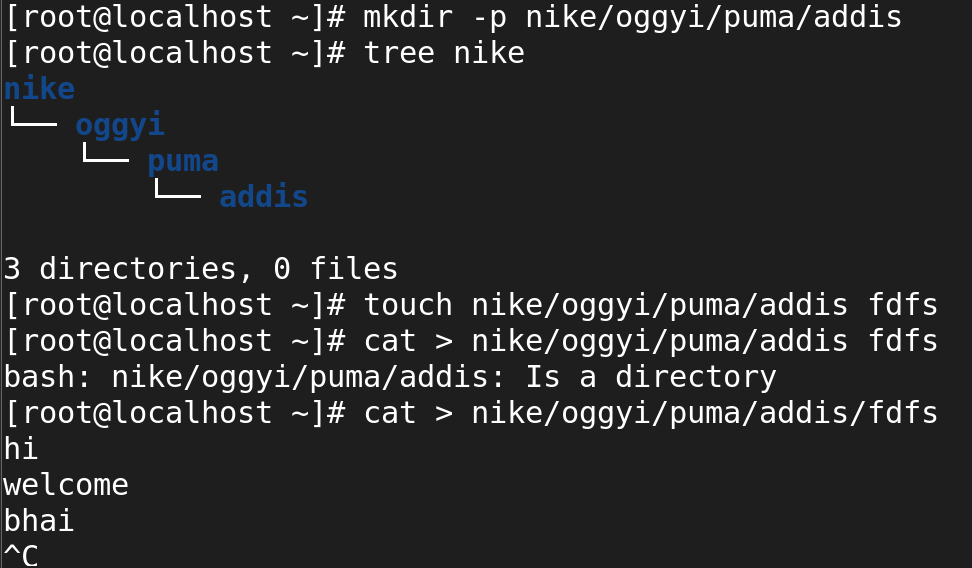 [root@localhost ~]# mkdir -p nike/oggyi/puma/addis
[root@localhost ~]# tree nike
nike
└── oggyi
    └── puma
        └── addis
3 directories, 0 files
[root@localhost ~]# touch nike/oggyi/puma/addis fdfs
[root@localhost ~]# cat > nike/oggyi/puma/addis fdfs
bash: nike/oggyi/puma/addis: Is a directory
[root@localhost ~]# cat > nike/oggyi/puma/addis/fdfs
hi
welcome
bhai
^C